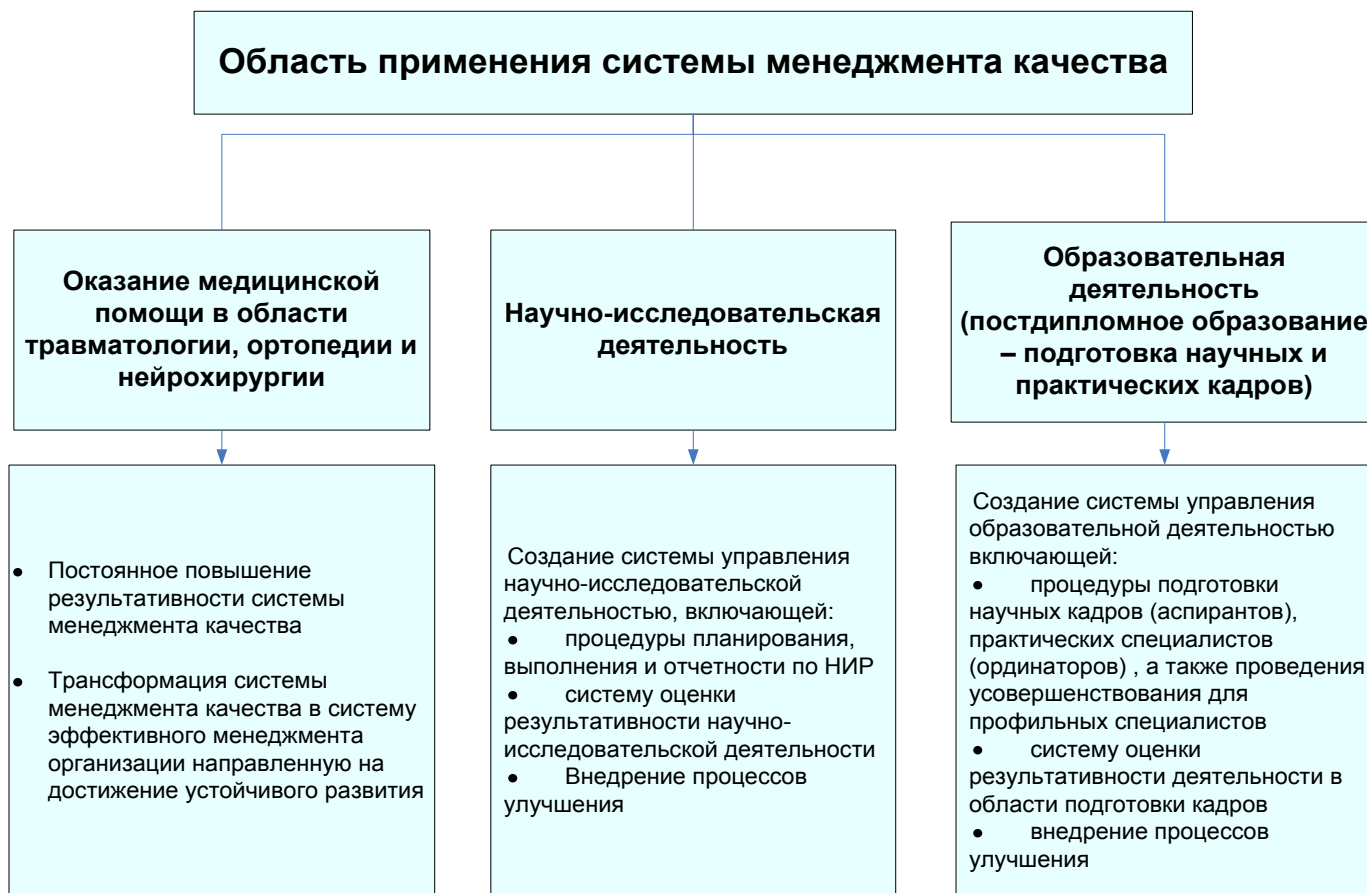 Область применения системы менеджмента качества
Оказание медицинской
помощи в области
травматологии, ортопедии и
нейрохирургии
Научно-исследовательская
деятельность
Образовательная
деятельность
(постдипломное образование
– подготовка научных и
практических кадров)
• Постоянное повышение
результативности системы
менеджмента качества
• Трансформация системы
менеджмента качества в систему
эффективного менеджмента
организации направленную на
достижение устойчивого развития
Создание системы управления
научно-исследовательской
деятельностью, включающей:
• процедуры планирования,
выполнения и отчетности по НИР
• систему оценки
результативности научно-
исследовательской деятельности
• Внедрение процессов
улучшения
Создание системы управления
образовательной деятельностью
включающей:
• процедуры подготовки
научных кадров (аспирантов),
практических специалистов
(ординаторов) , а также проведения
усовершенствования для
профильных специалистов
• систему оценки
результативности деятельности в
области подготовки кадров
• внедрение процессов
улучшения